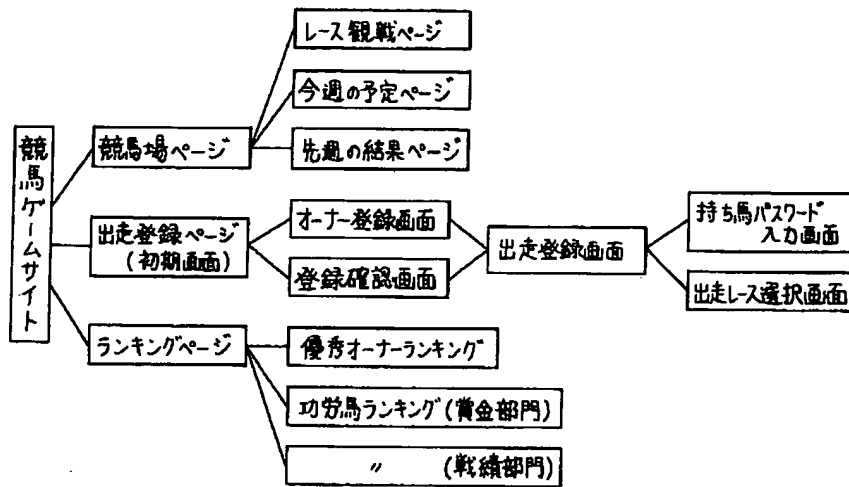 競馬ゲームサイト
競馬場ページ
レース観戦ページ
今週の予定ページ
先週の結果ページ
出走登録ページ
(初期画面)
オーナー登録画面
登録確認画面
出走登録画面
持ち馬パスワード
入力画面
出走レース選択画面
ランキングページ
優秀オーナーランキング
功労馬ランキング(賞金部門)
〃 (戦績部門)